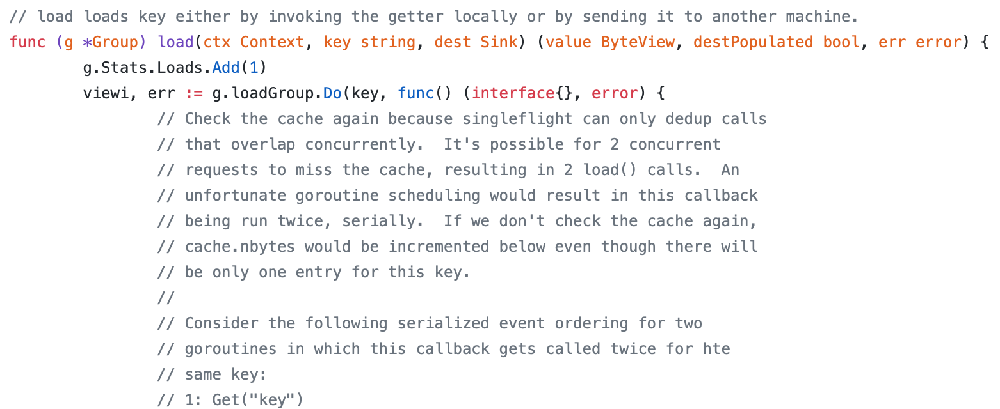 // load loads key either by invoking the getter locally or by sending it to another machine.
func (g *Group) load(ctx Context, key string, dest Sink) (value ByteView, destPopulated bool, err error) {
        g.Stats.Loads.Add(1)
        viewi, err := g.loadGroup.Do(key, func() (interface{}, error) {
                // Check the cache again because singleflight can only dedup calls
                // that overlap concurrently.  It's possible for 2 concurrent
                // requests to miss the cache, resulting in 2 load() calls.  An
                // unfortunate goroutine scheduling would result in this callback
                // being run twice, serially.  If we don't check the cache again,
                // cache.nbytes would be incremented below even though there will
                // be only one entry for this key.
                //
                // Consider the following serialized event ordering for two
                // goroutines in which this callback gets called twice for hte
                // same key:
                // 1: Get("key")